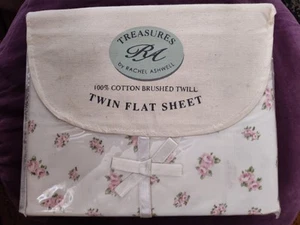 TREASURES
RA
BY RACHEL ASHWELL
100% COTTON BRUSHED TWILL
TWIN FLAT SHEET